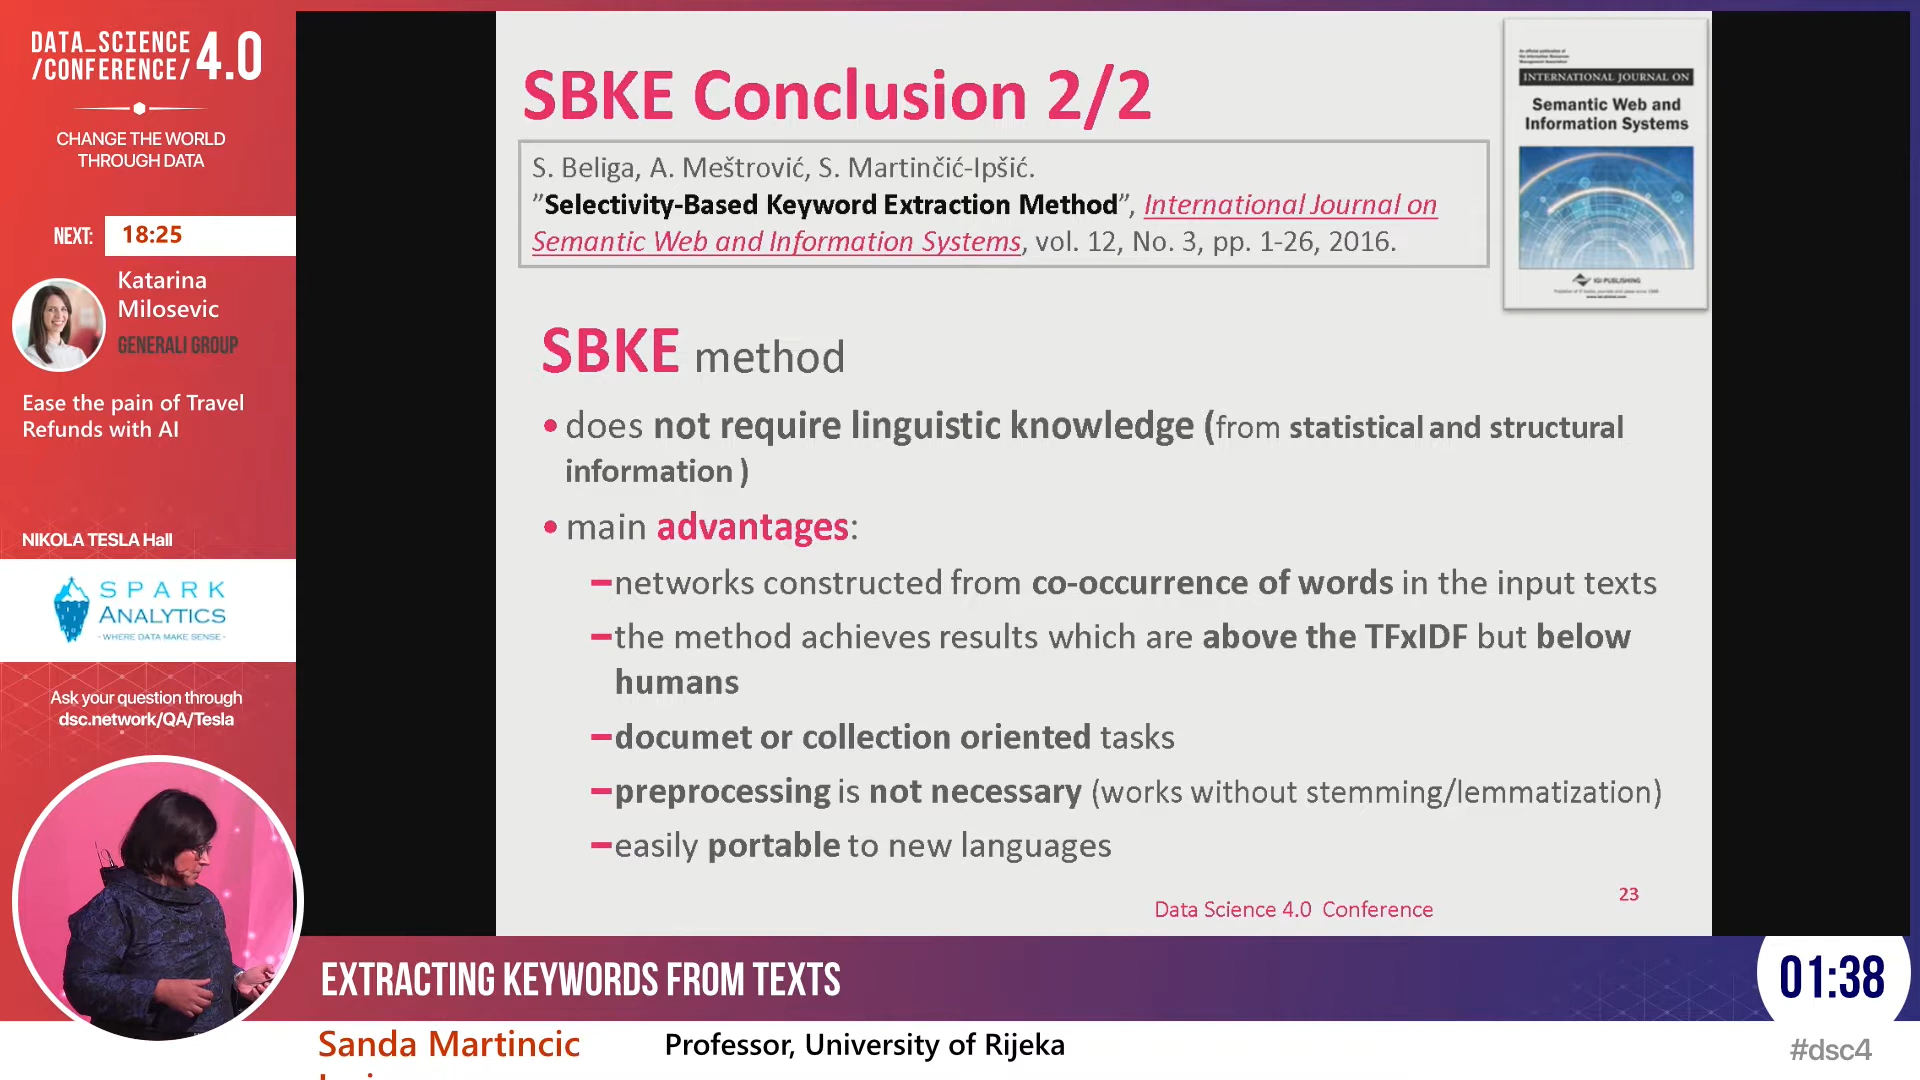 DATA_SCIENCE
/CONFERENCE/ 4.0
CHANGE THE WORLD
THROUGH DATA
NEXT: 18:25
Katarina
Milosevic
GENERALI GROUP
Ease the pain of Travel
Refunds with AI
NIKOLA TESLA Hall
SPARK
ANALYTICS
- WHERE DATA MAKE SENSE -
Ask your question through
dsc.network/QA/Tesla
SBKE Conclusion 2/2
S. Beliga, A. Meštrović, S. Martinčić-Ipšić.
”Selectivity-Based Keyword Extraction Method”, International Journal on
Semantic Web and Information Systems, vol. 12, No. 3, pp. 1-26, 2016.
INTERNATIONAL JOURNAL ON
Semantic Web and
Information Systems
IGI PUBLISHING
SBKE method
• does not require linguistic knowledge (from statistical and structural
information )
• main advantages:
–networks constructed from co-occurrence of words in the input texts
–the method achieves results which are above the TFxIDF but below
humans
–documet or collection oriented tasks
–preprocessing is not necessary (works without stemming/lemmatization)
–easily portable to new languages
23
Data Science 4.0 Conference
EXTRACTING KEYWORDS FROM TEXTS
01:38
Sanda Martincic
Professor, University of Rijeka
#dsc4